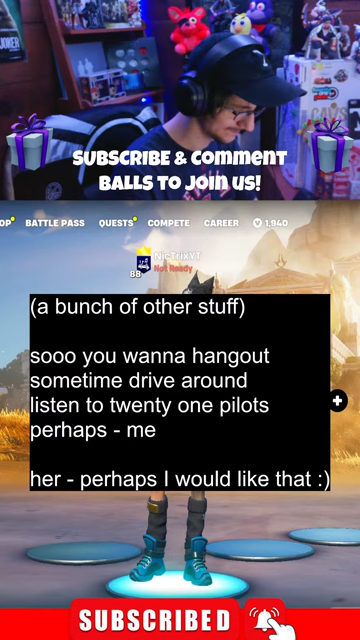 SUBSCRIBE & COMMENT
BALLS TO JOIN US!
OP BATTLE PASS QUESTS COMPETE CAREER 1,940
NicTrixYT
Not Ready
88
(a bunch of other stuff)
sooo you wanna hangout
sometime drive around
listen to twenty one pilots
perhaps - me
her - perhaps I would like that :)
SUBSCRIBED